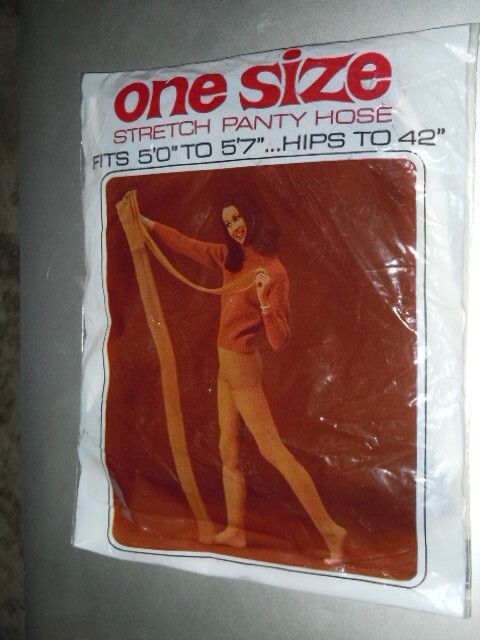 one size
STRETCH PANTY HOSE
FITS 5'0" TO 5'7"...HIPS TO 42"